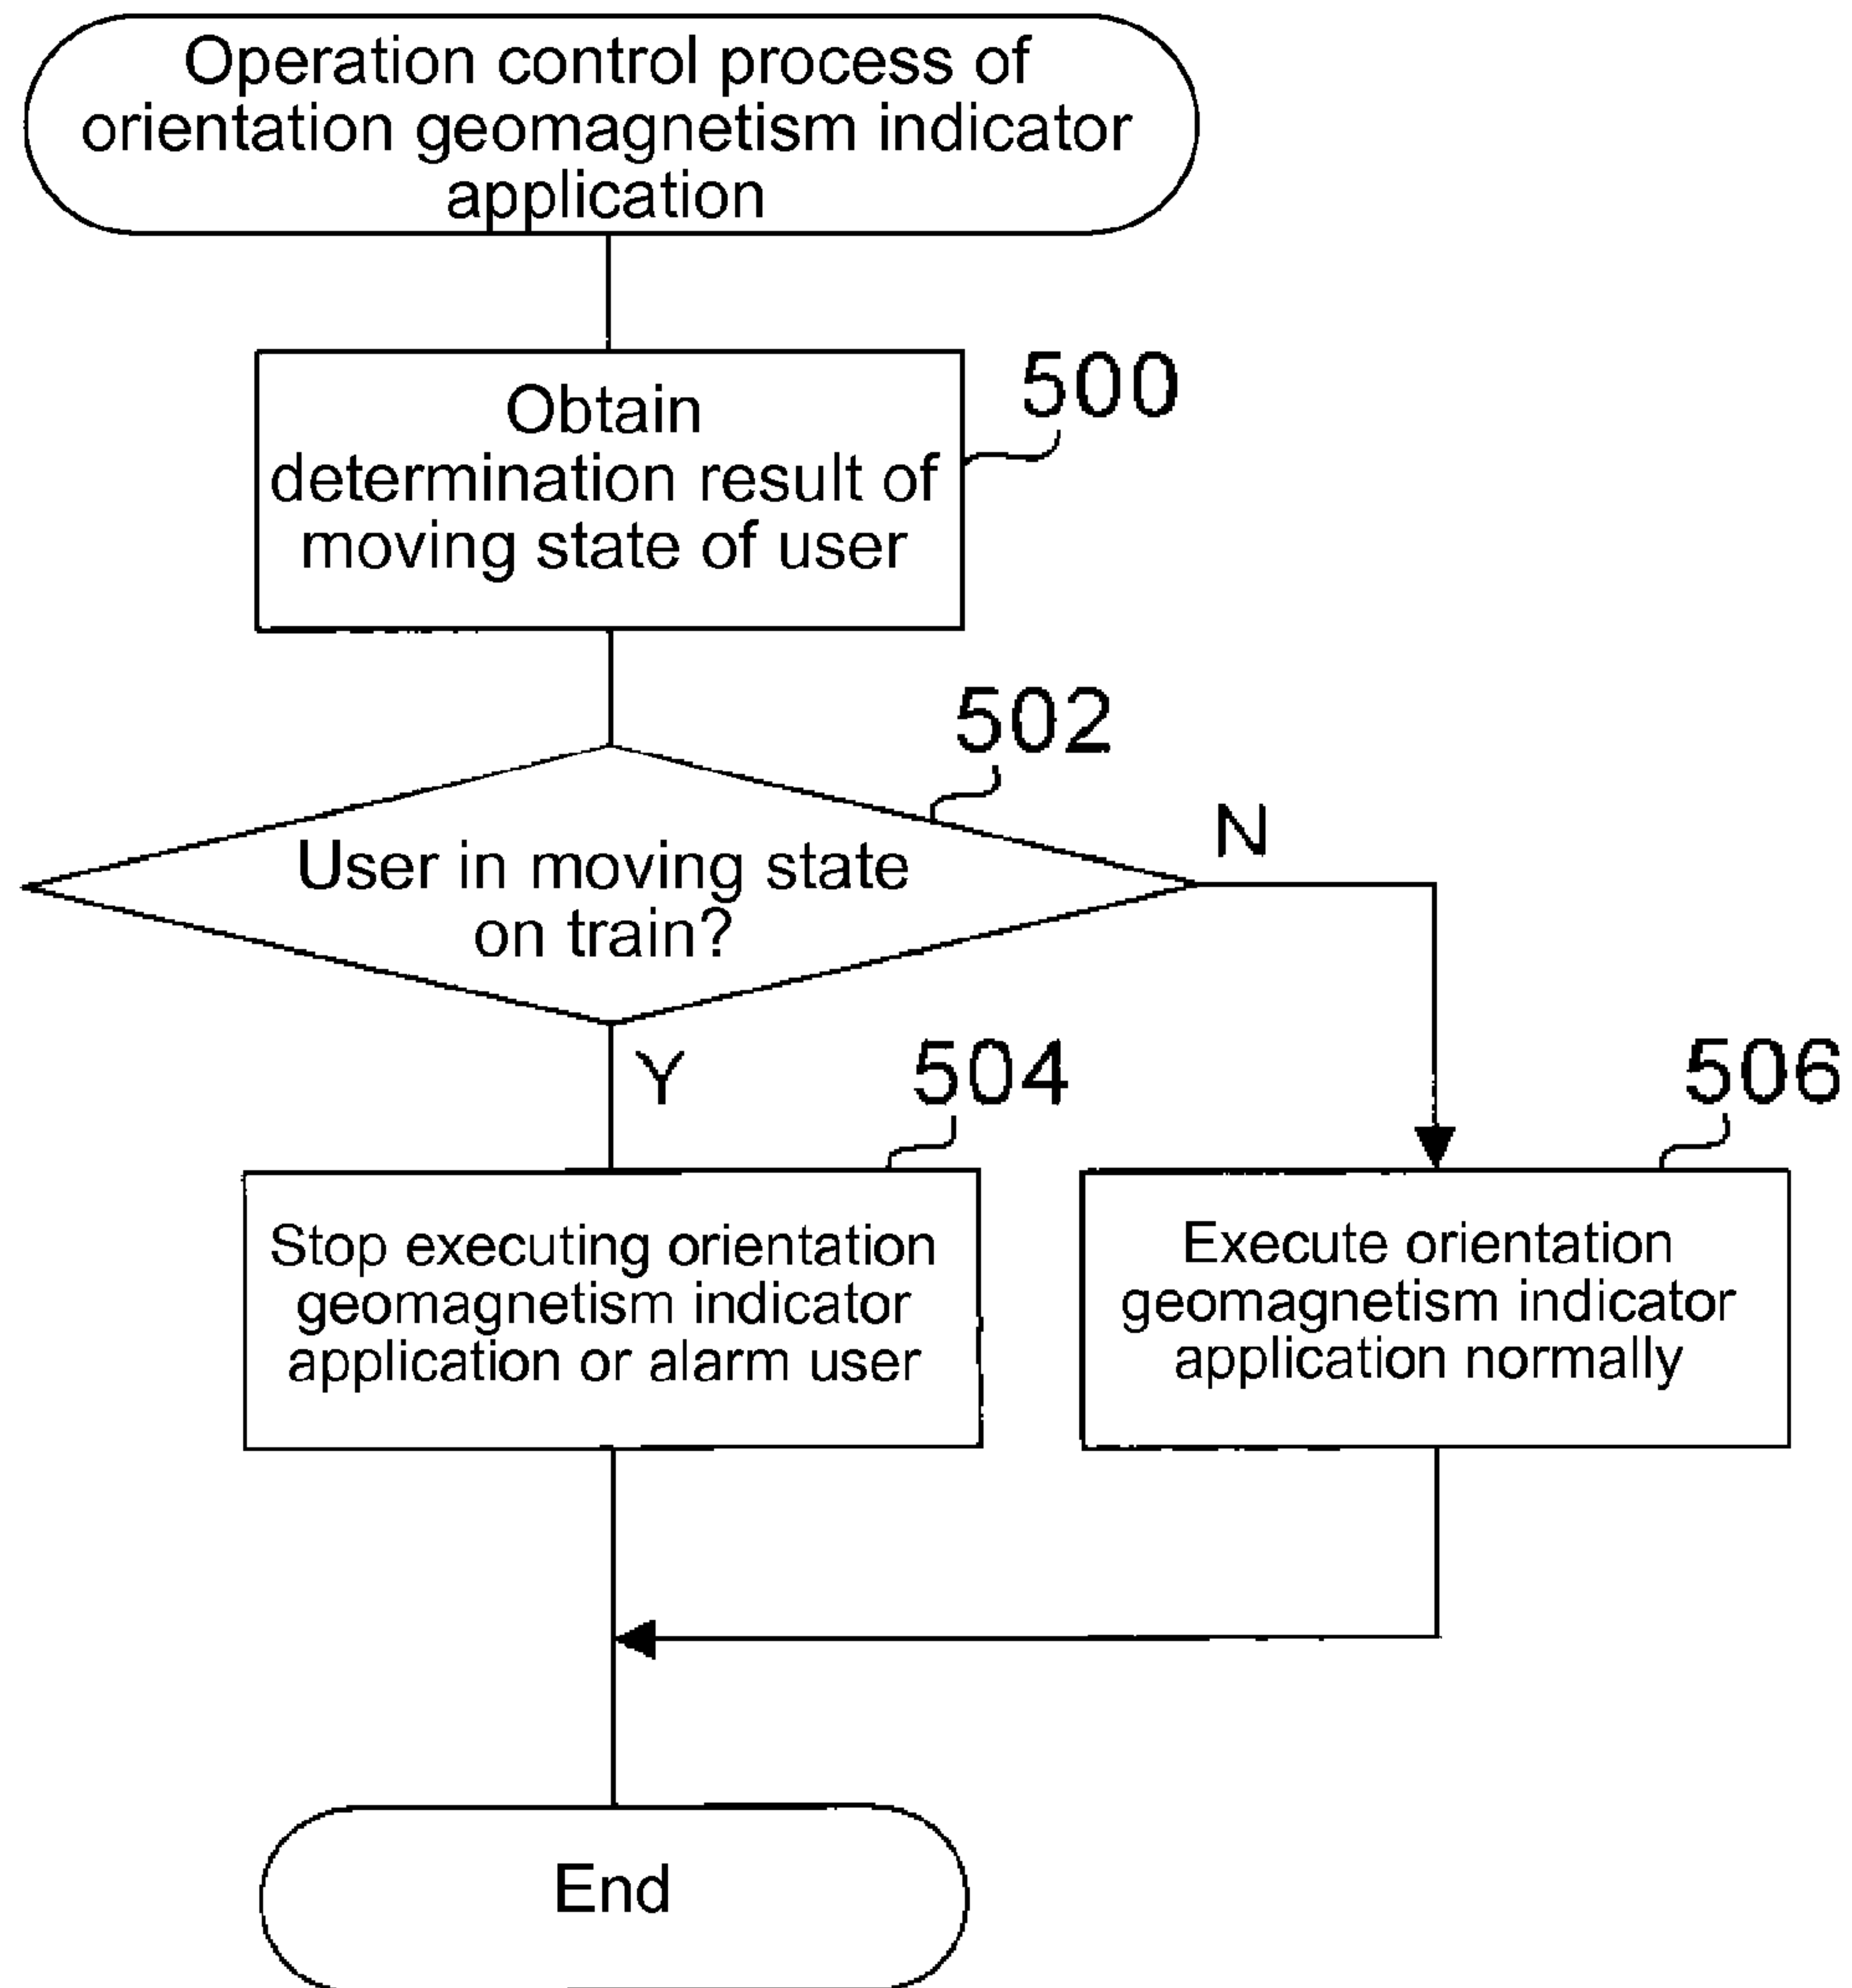 Operation control process of
orientation geomagnetism indicator
application
500
Obtain
determination result of
moving state of user
502
N
User in moving state
on train?
Y
504
506
Stop executing orientation
geomagnetism indicator
application or alarm user
Execute orientation
geomagnetism indicator
application normally
End